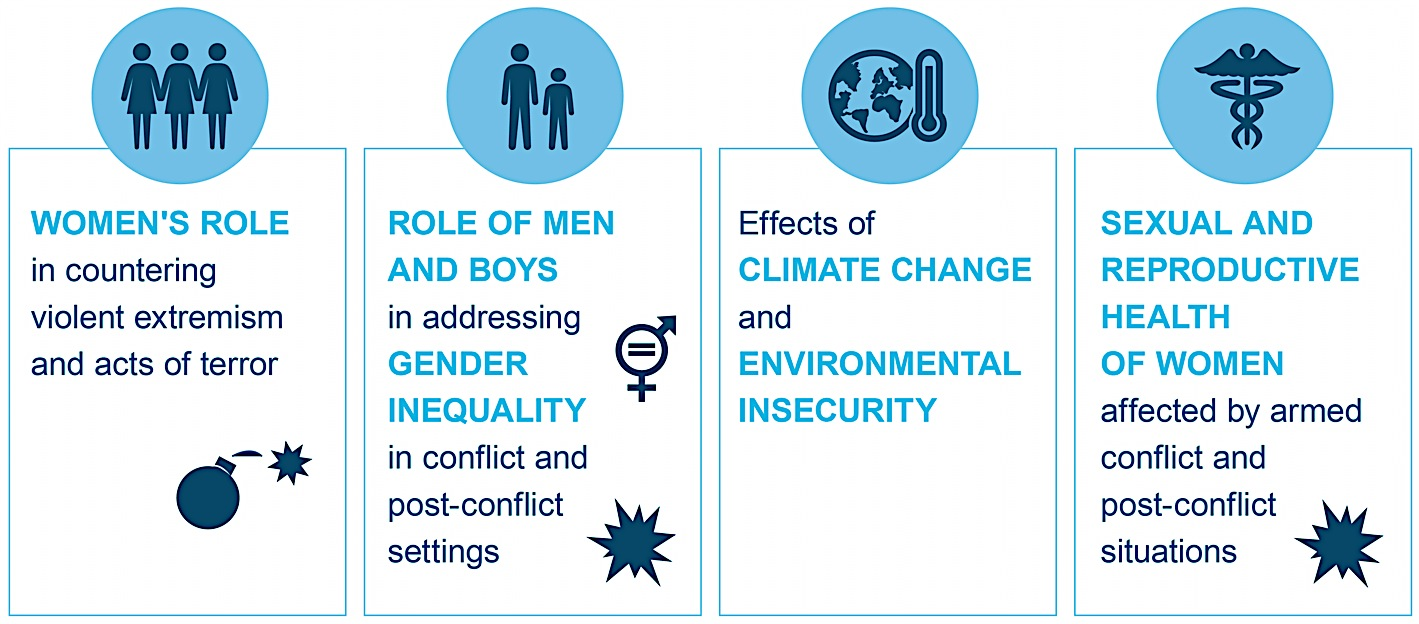 WOMEN'S ROLE
in countering
violent extremism
and acts of terror
ROLE OF MEN
AND BOYS
in addressing
GENDER
INEQUALITY
in conflict and
post-conflict
settings
Effects of
CLIMATE CHANGE
and
ENVIRONMENTAL
INSECURITY
SEXUAL AND
REPRODUCTIVE
HEALTH
OF WOMEN
affected by armed
conflict and
post-conflict
situations